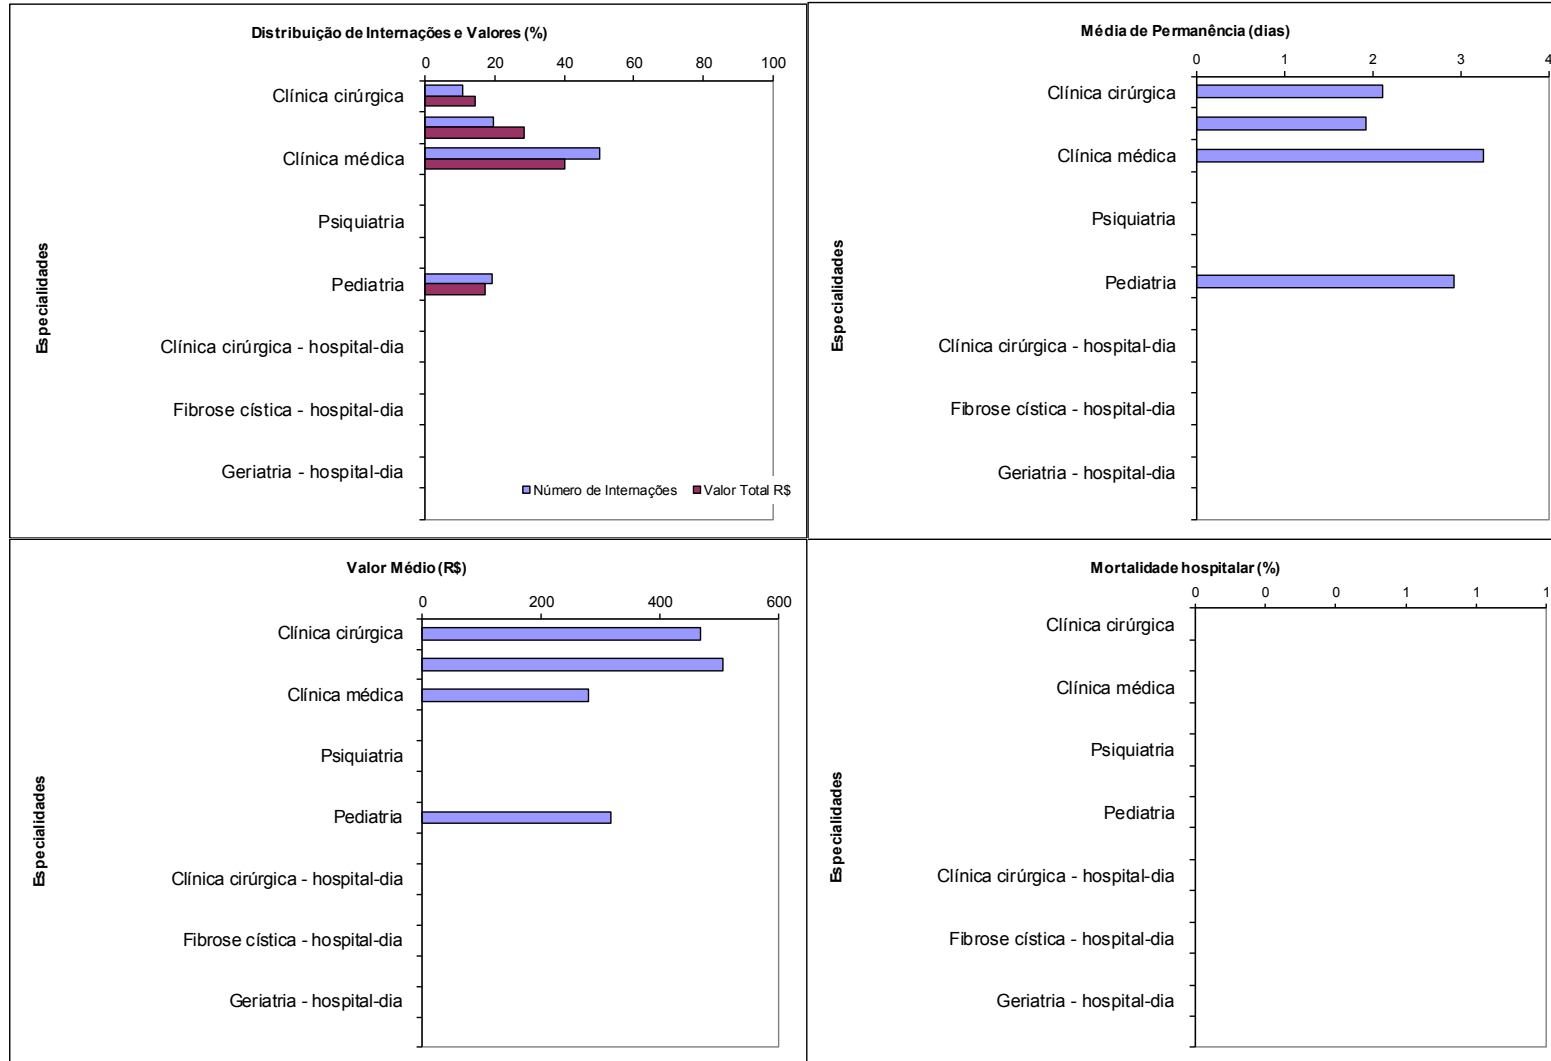 Distribuição de Internações e Valores (%)
0 20 40 60 80 100
Clínica cirúrgica
Clínica médica
Psiquiatria
Pediatria
Clínica cirúrgica - hospital-dia
Fibrose cística - hospital-dia
Geriatria - hospital-dia
Especialidades
Número de Internações Valor Total R$
Média de Permanência (dias)
0 1 2 3 4
Clínica cirúrgica
Clínica médica
Psiquiatria
Pediatria
Clínica cirúrgica - hospital-dia
Fibrose cística - hospital-dia
Geriatria - hospital-dia
Especialidades
Valor Médio (R$)
0 200 400 600
Clínica cirúrgica
Clínica médica
Psiquiatria
Pediatria
Clínica cirúrgica - hospital-dia
Fibrose cística - hospital-dia
Geriatria - hospital-dia
Especialidades
Mortalidade hospitalar (%)
0 0 0 1 1 1
Clínica cirúrgica
Clínica médica
Psiquiatria
Pediatria
Clínica cirúrgica - hospital-dia
Fibrose cística - hospital-dia
Geriatria - hospital-dia
Especialidades